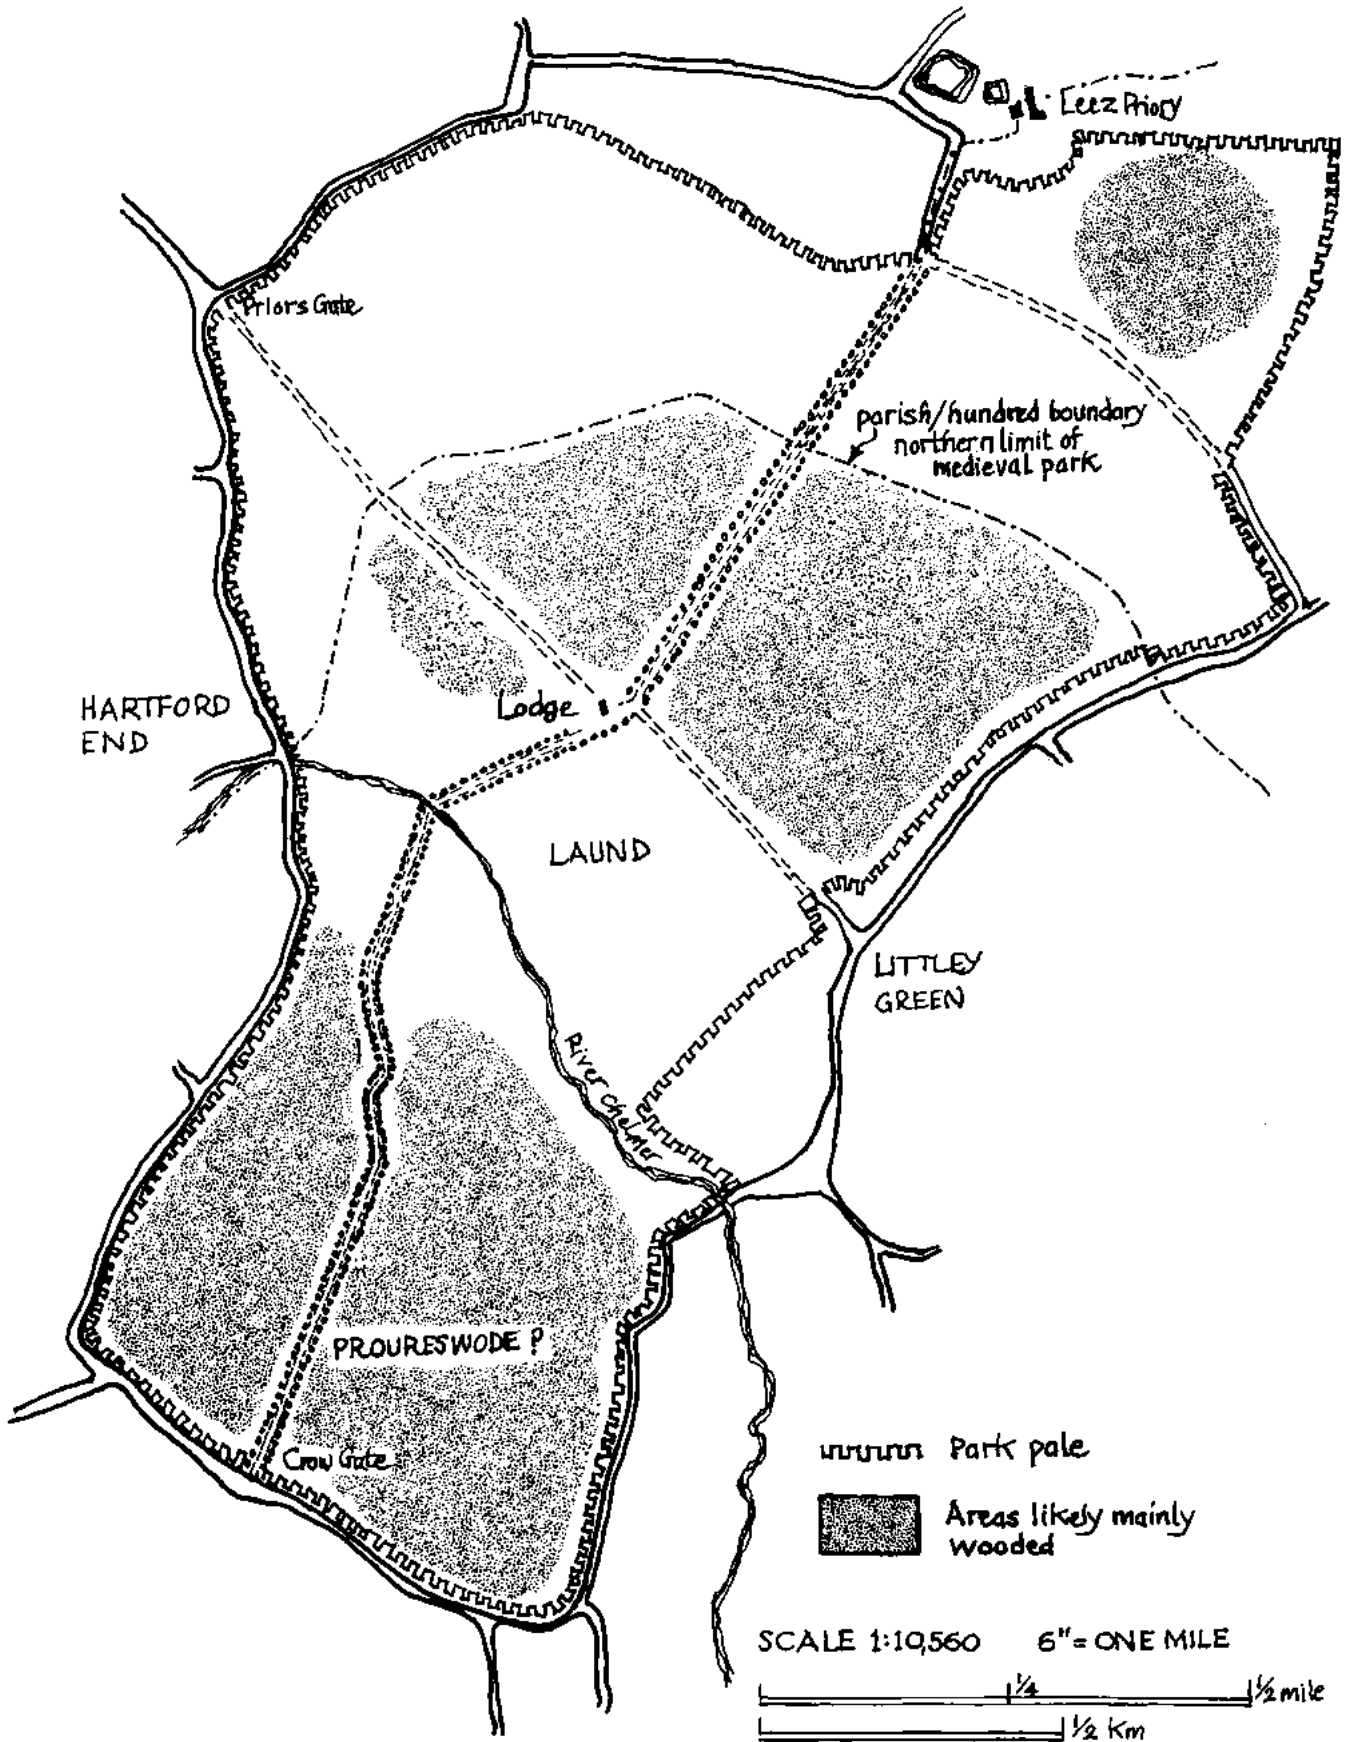 Leez Priory
Priors Gate
parish/hundred boundary
northern limit of
medieval park
HARTFORD
END
Lodge
LAUND
LITTLEY
GREEN
River Chelmer
PROURESWODE ?
Crow Gate
Park pale
Areas likely mainly
wooded
SCALE 1:10,560 6"= ONE MILE
1/4 1/2 mile
1/2 Km